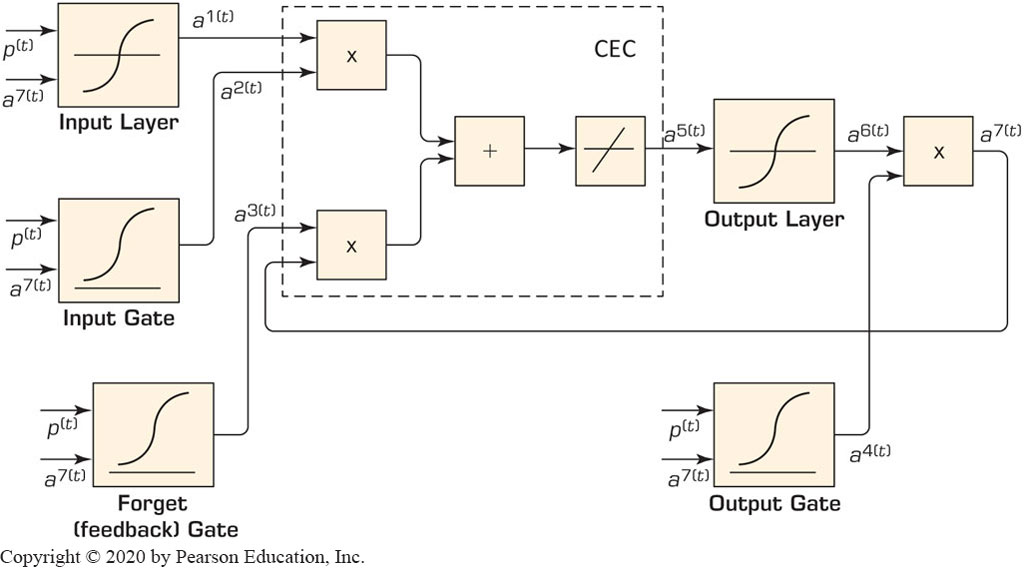 p(t)
a7(t)
Input Layer
a1(t)
x
CEC
a2(t)
p(t)
a7(t)
Input Gate
a3(t)
x
+
a5(t)
Output Layer
a6(t)
x
a7(t)
p(t)
a7(t)
Forget
(feedback) Gate
p(t)
a7(t)
Output Gate
a4(t)
Copyright © 2020 by Pearson Education, Inc.